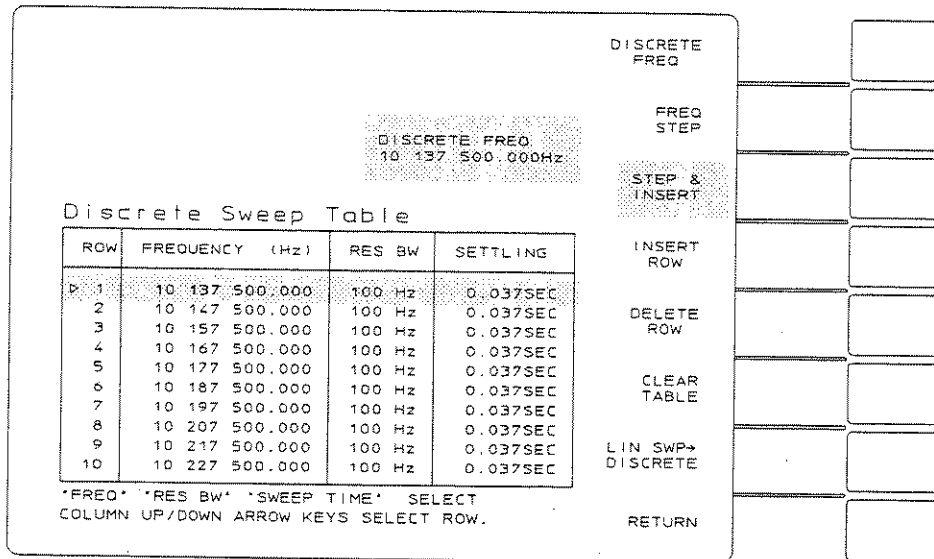 DISCRETE FREQ
10 137 500.000Hz
Discrete Sweep Table
ROW FREQUENCY (Hz) RES BW SETTLING
▷ 1 10 137 500.000 100 Hz 0.037SEC
2 10 147 500.000 100 Hz 0.037SEC
3 10 157 500.000 100 Hz 0.037SEC
4 10 167 500.000 100 Hz 0.037SEC
5 10 177 500.000 100 Hz 0.037SEC
6 10 187 500.000 100 Hz 0.037SEC
7 10 197 500.000 100 Hz 0.037SEC
8 10 207 500.000 100 Hz 0.037SEC
9 10 217 500.000 100 Hz 0.037SEC
10 10 227 500.000 100 Hz 0.037SEC
"FREQ" "RES BW" "SWEEP TIME" SELECT
COLUMN UP/DOWN ARROW KEYS SELECT ROW.
DISCRETE
FREQ
FREQ
STEP
STEP &
INSERT
INSERT
ROW
DELETE
ROW
CLEAR
TABLE
LIN SWP→
DISCRETE
RETURN